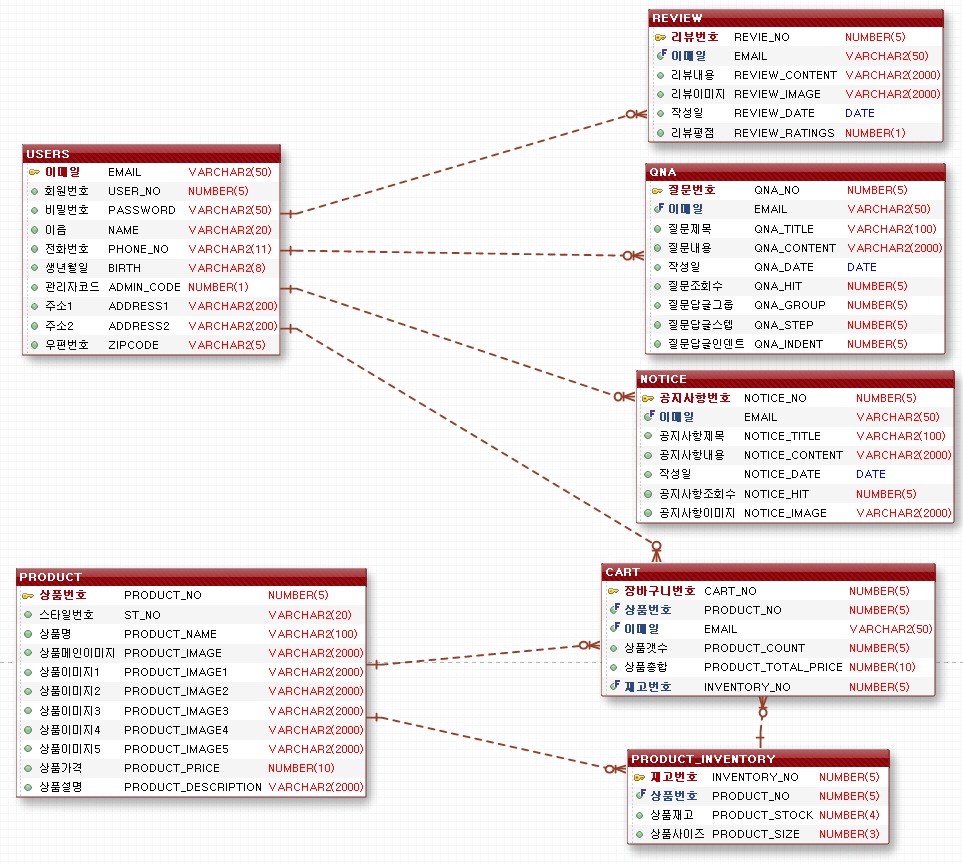 REVIEW
리뷰번호 REVIE_NO NUMBER(5)
이메일 EMAIL VARCHAR2(50)
리뷰내용 REVIEW_CONTENT VARCHAR2(2000)
리뷰이미지 REVIEW_IMAGE VARCHAR2(2000)
작성일 REVIEW_DATE DATE
리뷰평점 REVIEW_RATINGS NUMBER(1)
USERS
이메일 EMAIL VARCHAR2(50)
회원번호 USER_NO NUMBER(5)
비밀번호 PASSWORD VARCHAR2(50)
이름 NAME VARCHAR2(20)
전화번호 PHONE_NO VARCHAR2(11)
생년월일 BIRTH VARCHAR2(8)
관리자코드 ADMIN_CODE NUMBER(1)
주소1 ADDRESS1 VARCHAR2(200)
주소2 ADDRESS2 VARCHAR2(200)
우편번호 ZIPCODE VARCHAR2(5)
QNA
질문번호 QNA_NO NUMBER(5)
이메일 EMAIL VARCHAR2(50)
질문제목 QNA_TITLE VARCHAR2(100)
질문내용 QNA_CONTENT VARCHAR2(2000)
작성일 QNA_DATE DATE
질문조회수 QNA_HIT NUMBER(5)
질문답글그룹 QNA_GROUP NUMBER(5)
질문답글스텝 QNA_STEP NUMBER(5)
질문답글인덴트 QNA_INDENT NUMBER(5)
NOTICE
공지사항번호 NOTICE_NO NUMBER(5)
이메일 EMAIL VARCHAR2(50)
공지사항제목 NOTICE_TITLE VARCHAR2(100)
공지사항내용 NOTICE_CONTENT VARCHAR2(2000)
작성일 NOTICE_DATE DATE
공지사항조회수 NOTICE_HIT NUMBER(5)
공지사항이미지 NOTICE_IMAGE VARCHAR2(2000)
PRODUCT
상품번호 PRODUCT_NO NUMBER(5)
스타일번호 ST_NO VARCHAR2(20)
상품명 PRODUCT_NAME VARCHAR2(100)
상품메인이미지 PRODUCT_IMAGE VARCHAR2(2000)
상품이미지1 PRODUCT_IMAGE1 VARCHAR2(2000)
상품이미지2 PRODUCT_IMAGE2 VARCHAR2(2000)
상품이미지3 PRODUCT_IMAGE3 VARCHAR2(2000)
상품이미지4 PRODUCT_IMAGE4 VARCHAR2(2000)
상품이미지5 PRODUCT_IMAGE5 VARCHAR2(2000)
상품가격 PRODUCT_PRICE NUMBER(10)
상품설명 PRODUCT_DESCRIPTION VARCHAR2(2000)
CART
장바구니번호 CART_NO NUMBER(5)
상품번호 PRODUCT_NO NUMBER(5)
이메일 EMAIL VARCHAR2(50)
상품갯수 PRODUCT_COUNT NUMBER(5)
상품총합 PRODUCT_TOTAL_PRICE NUMBER(10)
재고번호 INVENTORY_NO NUMBER(5)
PRODUCT_INVENTORY
재고번호 INVENTORY_NO NUMBER(5)
상품번호 PRODUCT_NO NUMBER(5)
상품재고 PRODUCT_STOCK NUMBER(4)
상품사이즈 PRODUCT_SIZE NUMBER(3)